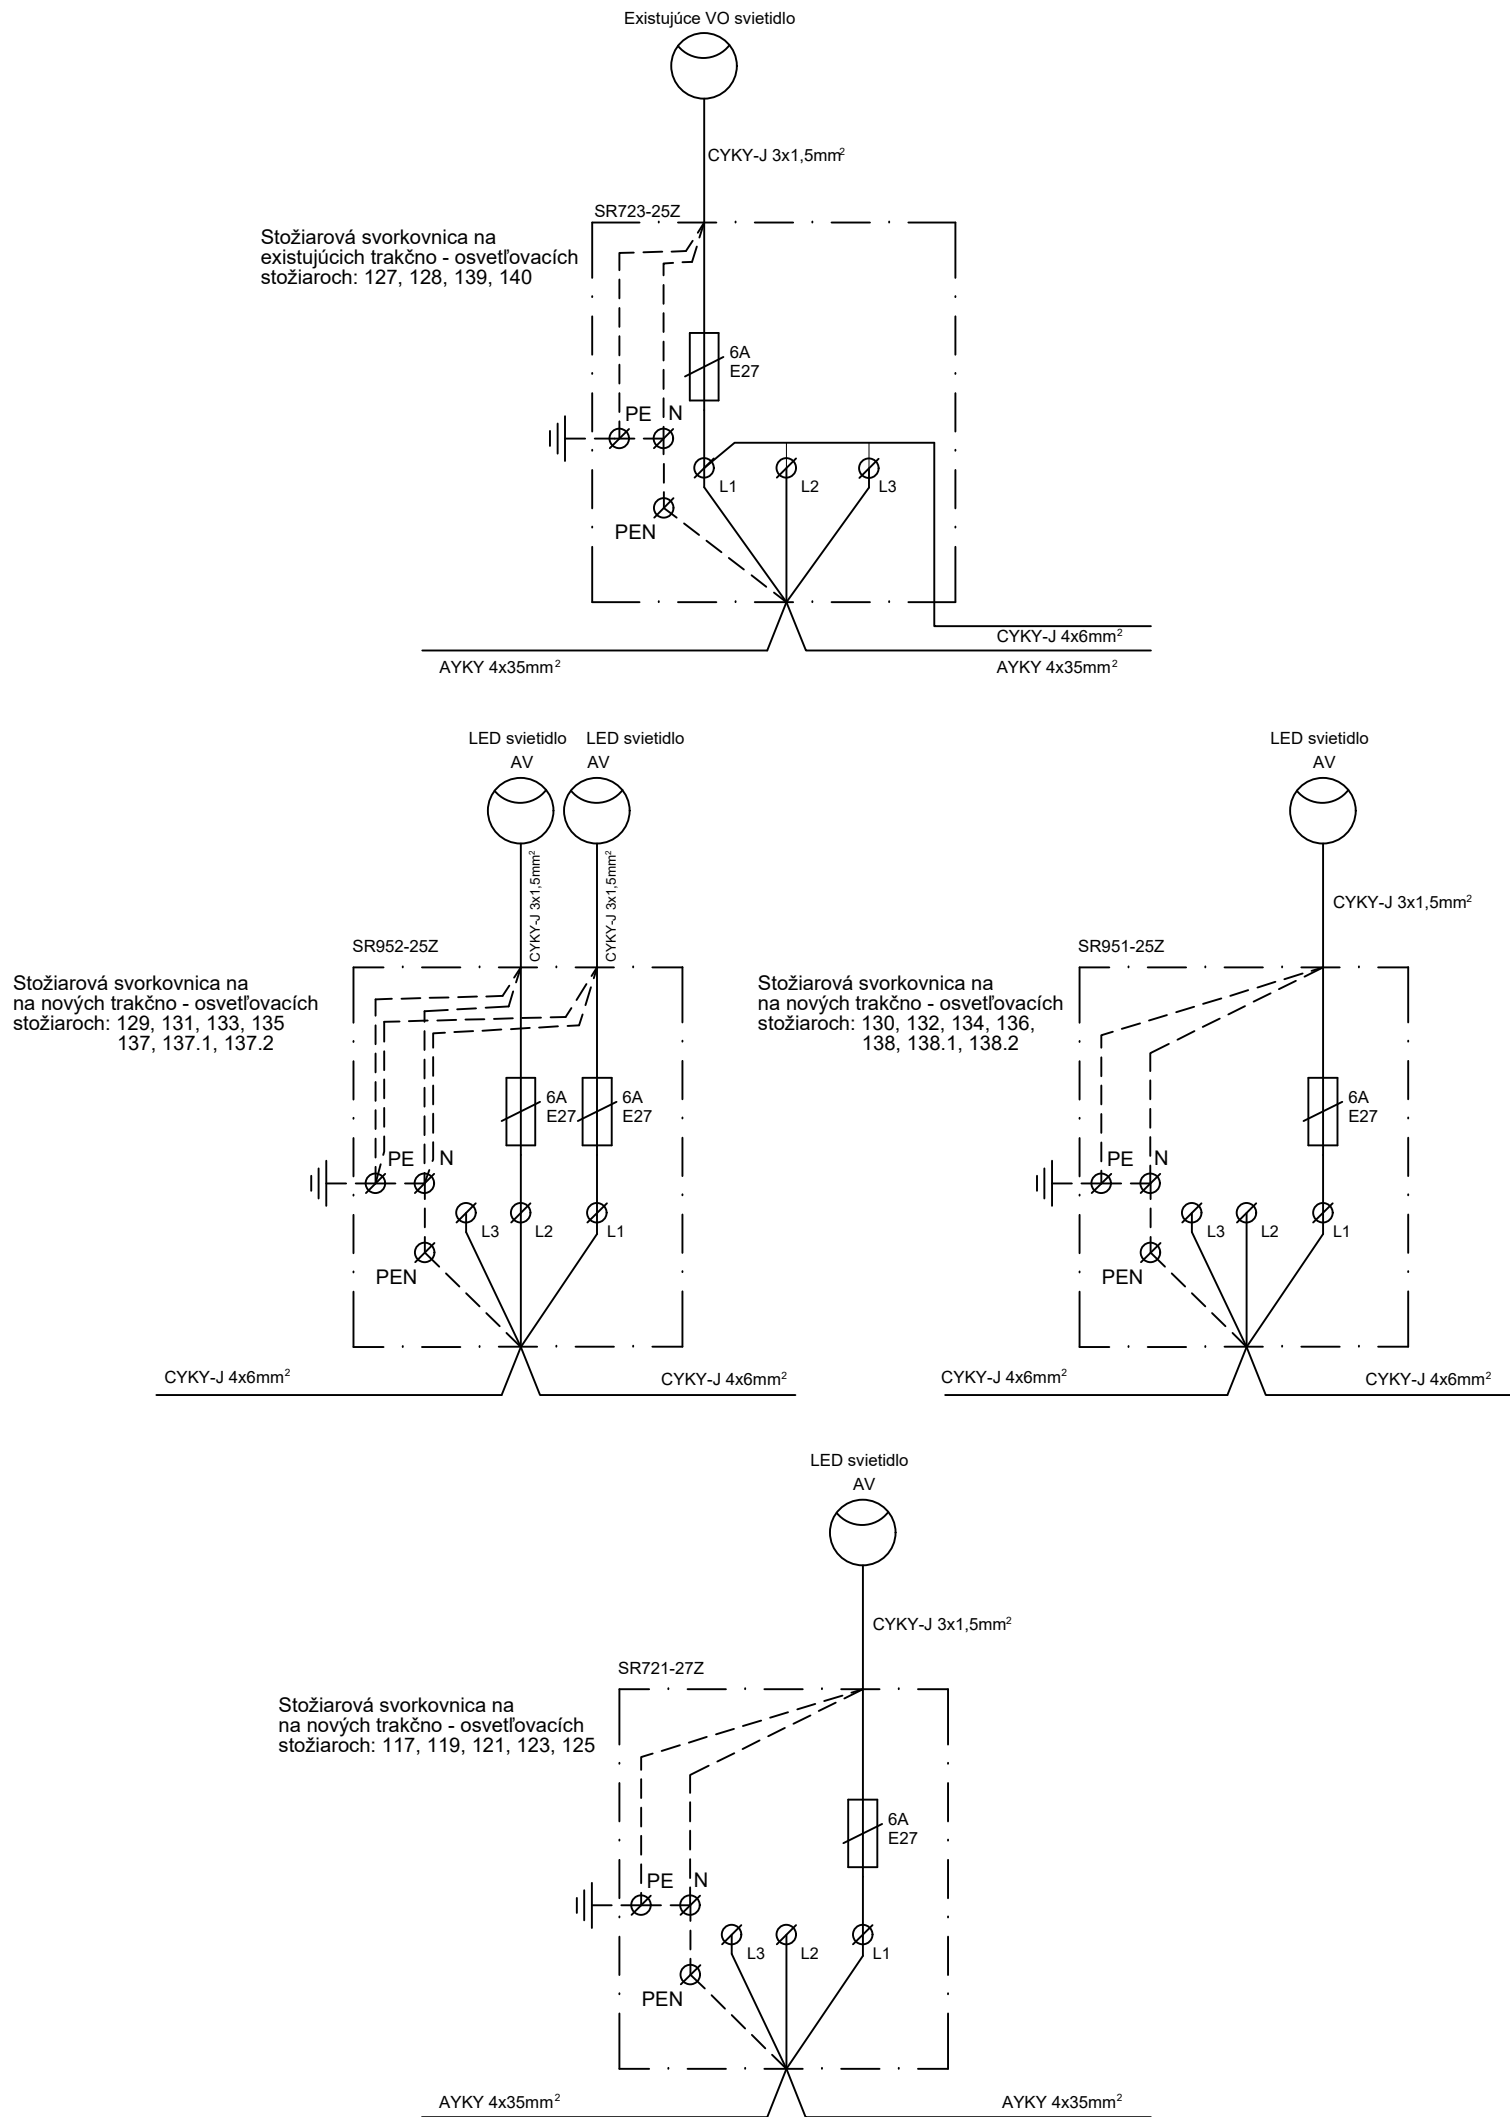 Existujúce VO svietidlo
CYKY-J 3x1,5mm²
SR723-25Z
Stožiarová svorkovnica na
existujúcich trakčno - osvetľovacích
stožiaroch: 127, 128, 139, 140
6A
E27
PE N
L1 L2 L3
PEN
CYKY-J 4x6mm²
AYKY 4x35mm² AYKY 4x35mm²
LED svietidlo LED svietidlo
AV AV
CYKY-J 3x1,5mm²
CYKY-J 3x1,5mm²
SR952-25Z
Stožiarová svorkovnica na
na nových trakčno - osvetľovacích
stožiaroch: 129, 131, 133, 135
137, 137.1, 137.2
6A 6A
E27 E27
PE N
L3 L2 L1
PEN
CYKY-J 4x6mm² CYKY-J 4x6mm²
LED svietidlo
AV
CYKY-J 3x1,5mm²
SR951-25Z
Stožiarová svorkovnica na
na nových trakčno - osvetľovacích
stožiaroch: 130, 132, 134, 136,
138, 138.1, 138.2
6A
E27
PE N
L3 L2 L1
PEN
CYKY-J 4x6mm² CYKY-J 4x6mm²
LED svietidlo
AV
CYKY-J 3x1,5mm²
SR721-27Z
Stožiarová svorkovnica na
na nových trakčno - osvetľovacích
stožiaroch: 117, 119, 121, 123, 125
6A
E27
PE N
L3 L2 L1
PEN
AYKY 4x35mm² AYKY 4x35mm²